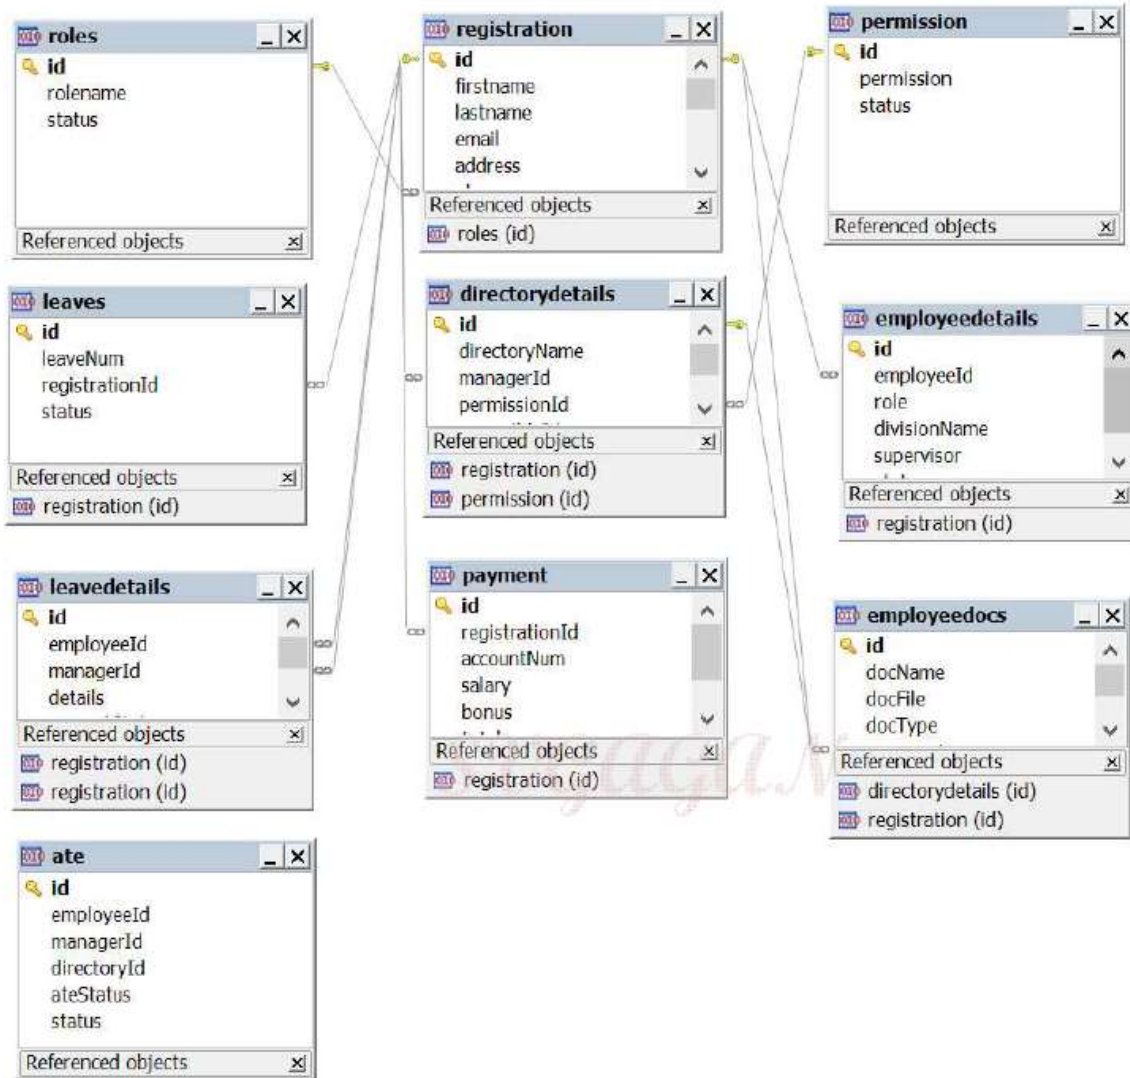 roles
id
rolename
status
Referenced objects
registration
id
firstname
lastname
email
address
Referenced objects
roles (id)
permission
id
permission
status
Referenced objects
leaves
id
leaveNum
registrationId
status
Referenced objects
registration (id)
directorydetails
id
directoryName
managerId
permissionId
Referenced objects
registration (id)
permission (id)
employeedetails
id
employeeId
role
divisionName
supervisor
Referenced objects
registration (id)
leavedetails
id
employeeId
managerId
details
Referenced objects
registration (id)
registration (id)
payment
id
registrationId
accountNum
salary
bonus
Referenced objects
registration (id)
employeedocs
id
docName
docFile
docType
Referenced objects
directorydetails (id)
registration (id)
ate
id
employeeId
managerId
directoryId
ateStatus
status
Referenced objects